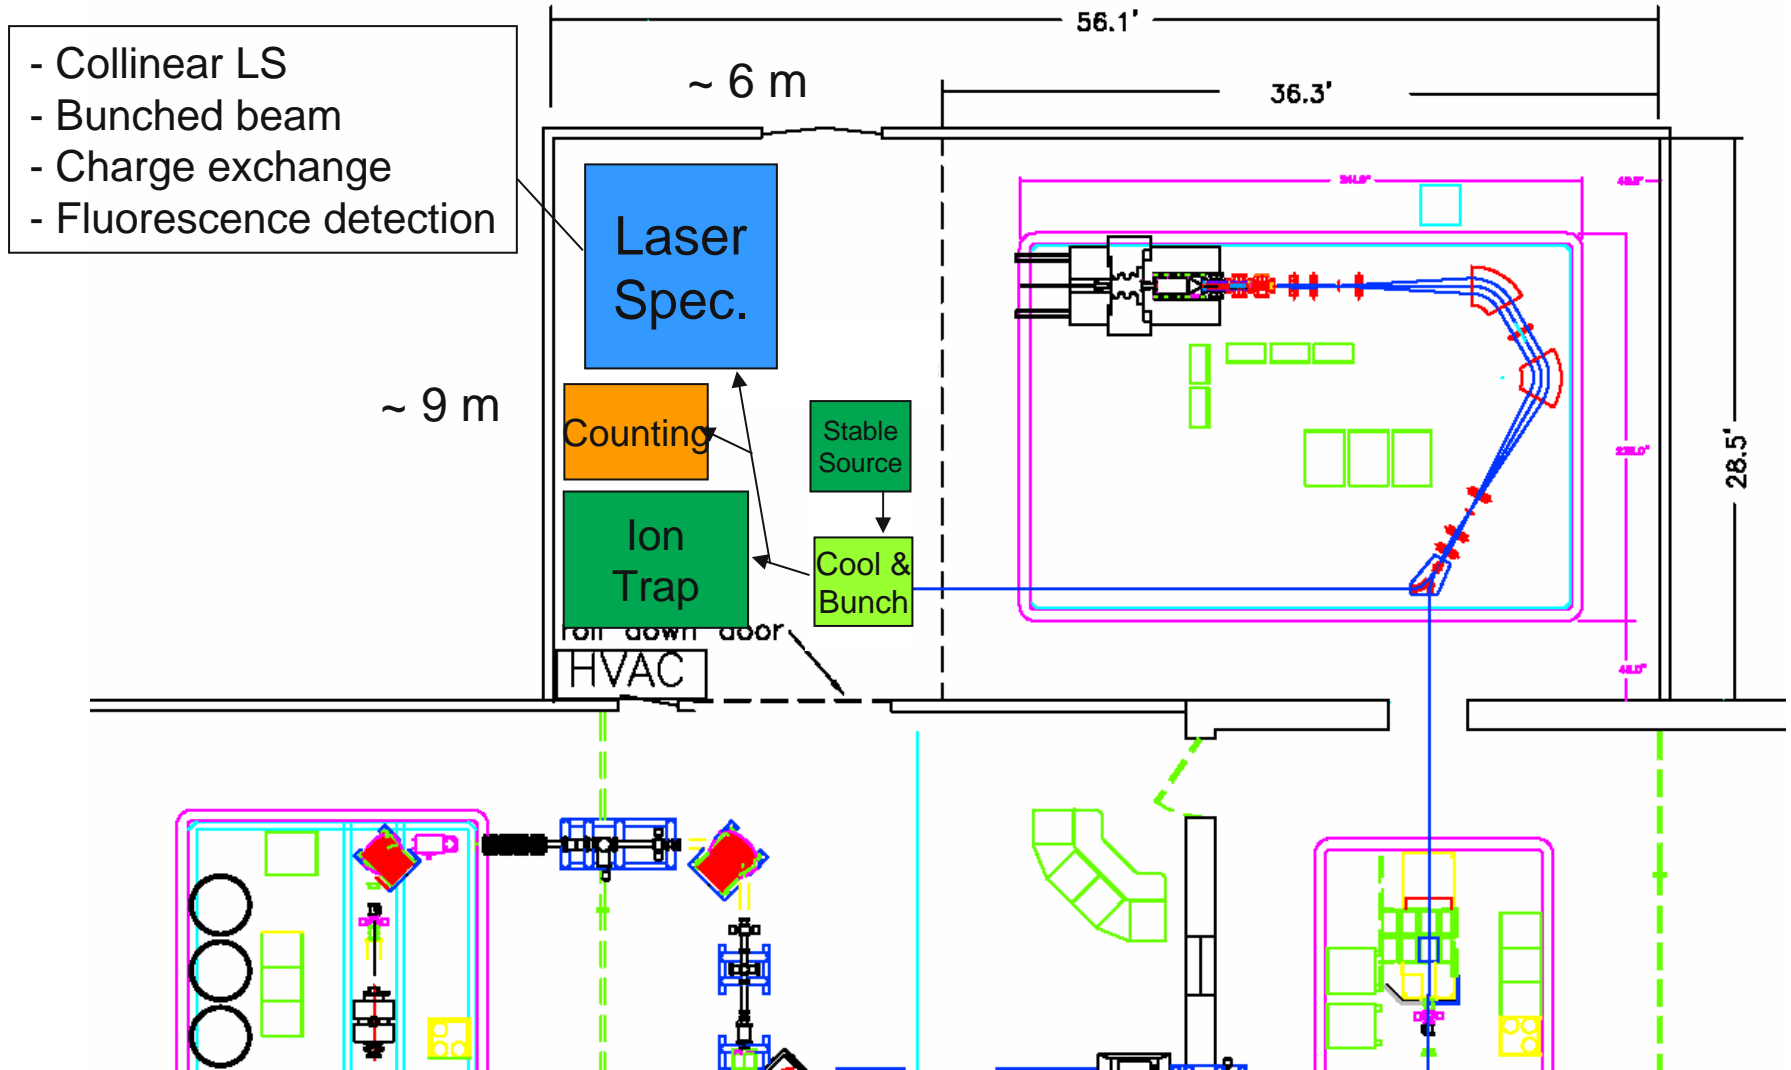 56.1'
- Collinear LS
- Bunched beam
- Charge exchange
- Fluorescence detection
~ 6 m
36.3'
Laser
Spec.
~ 9 m
Counting
Stable
Source
28.5'
Ion
Trap
Cool &
Bunch
roll down door
HVAC